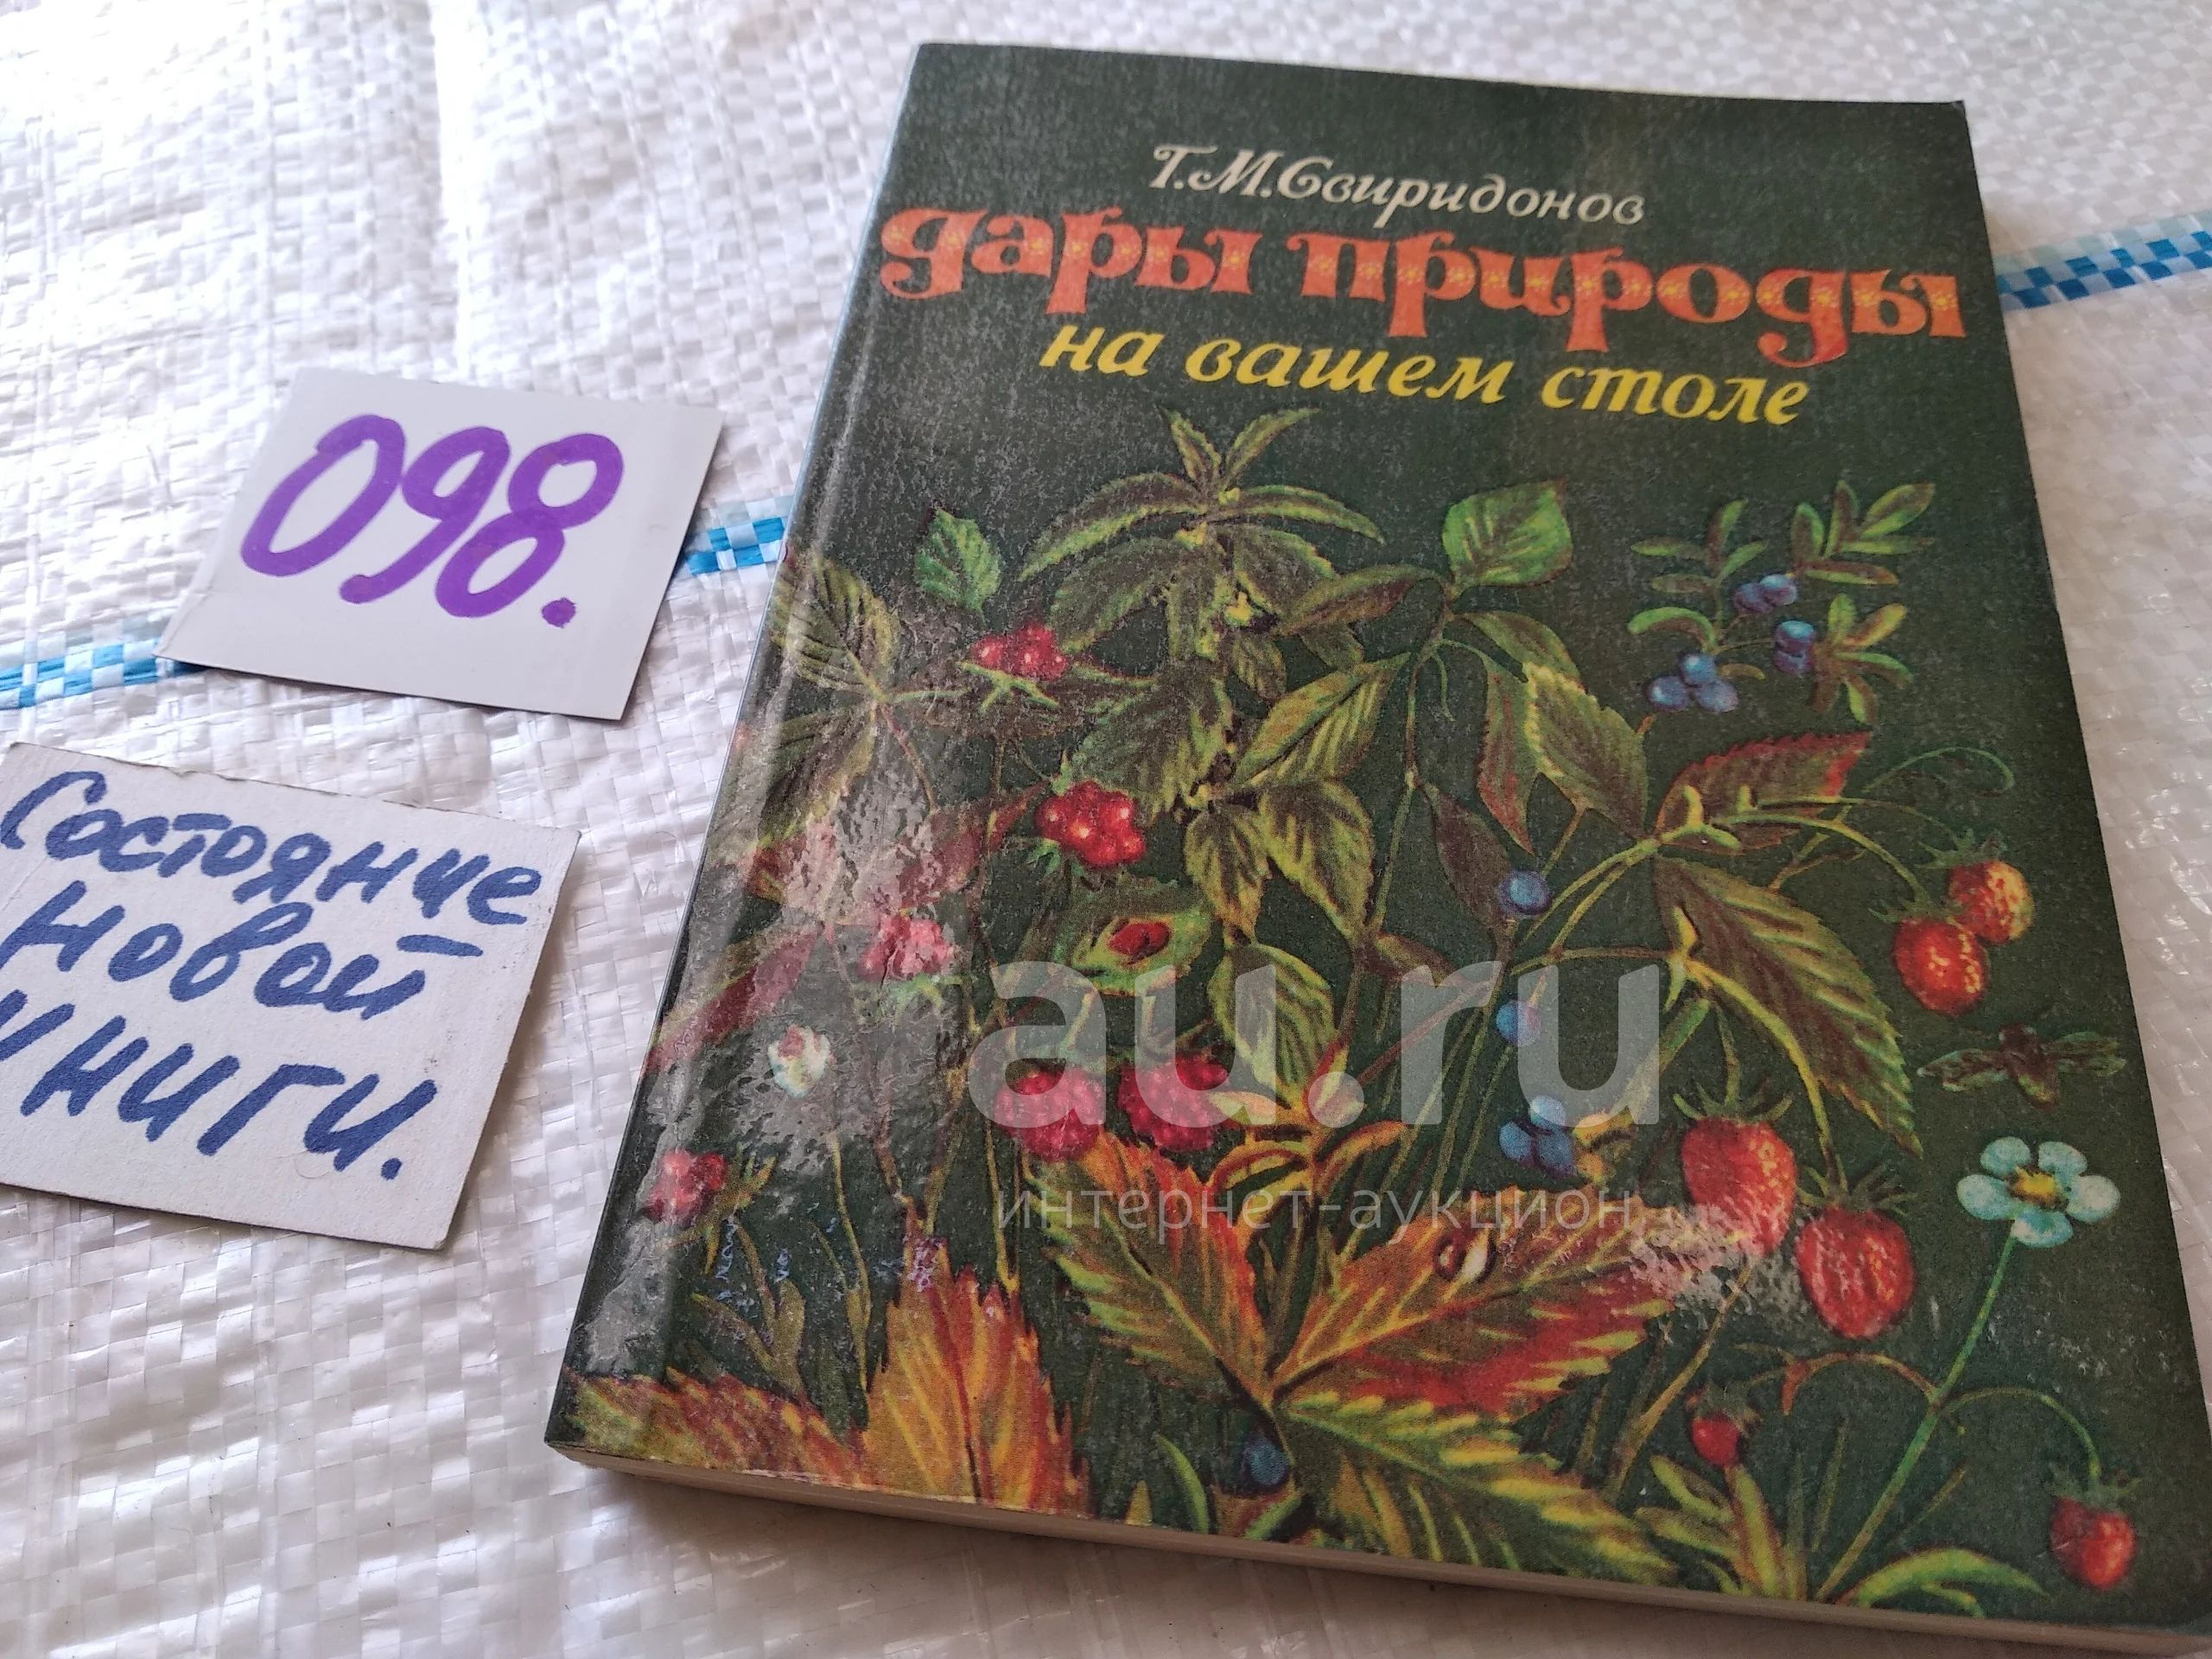 Т.М.Свиридонов
дары природы
на вашем столе
098.
Состояние
новой
книги.
au.ru
интернет-аукцион